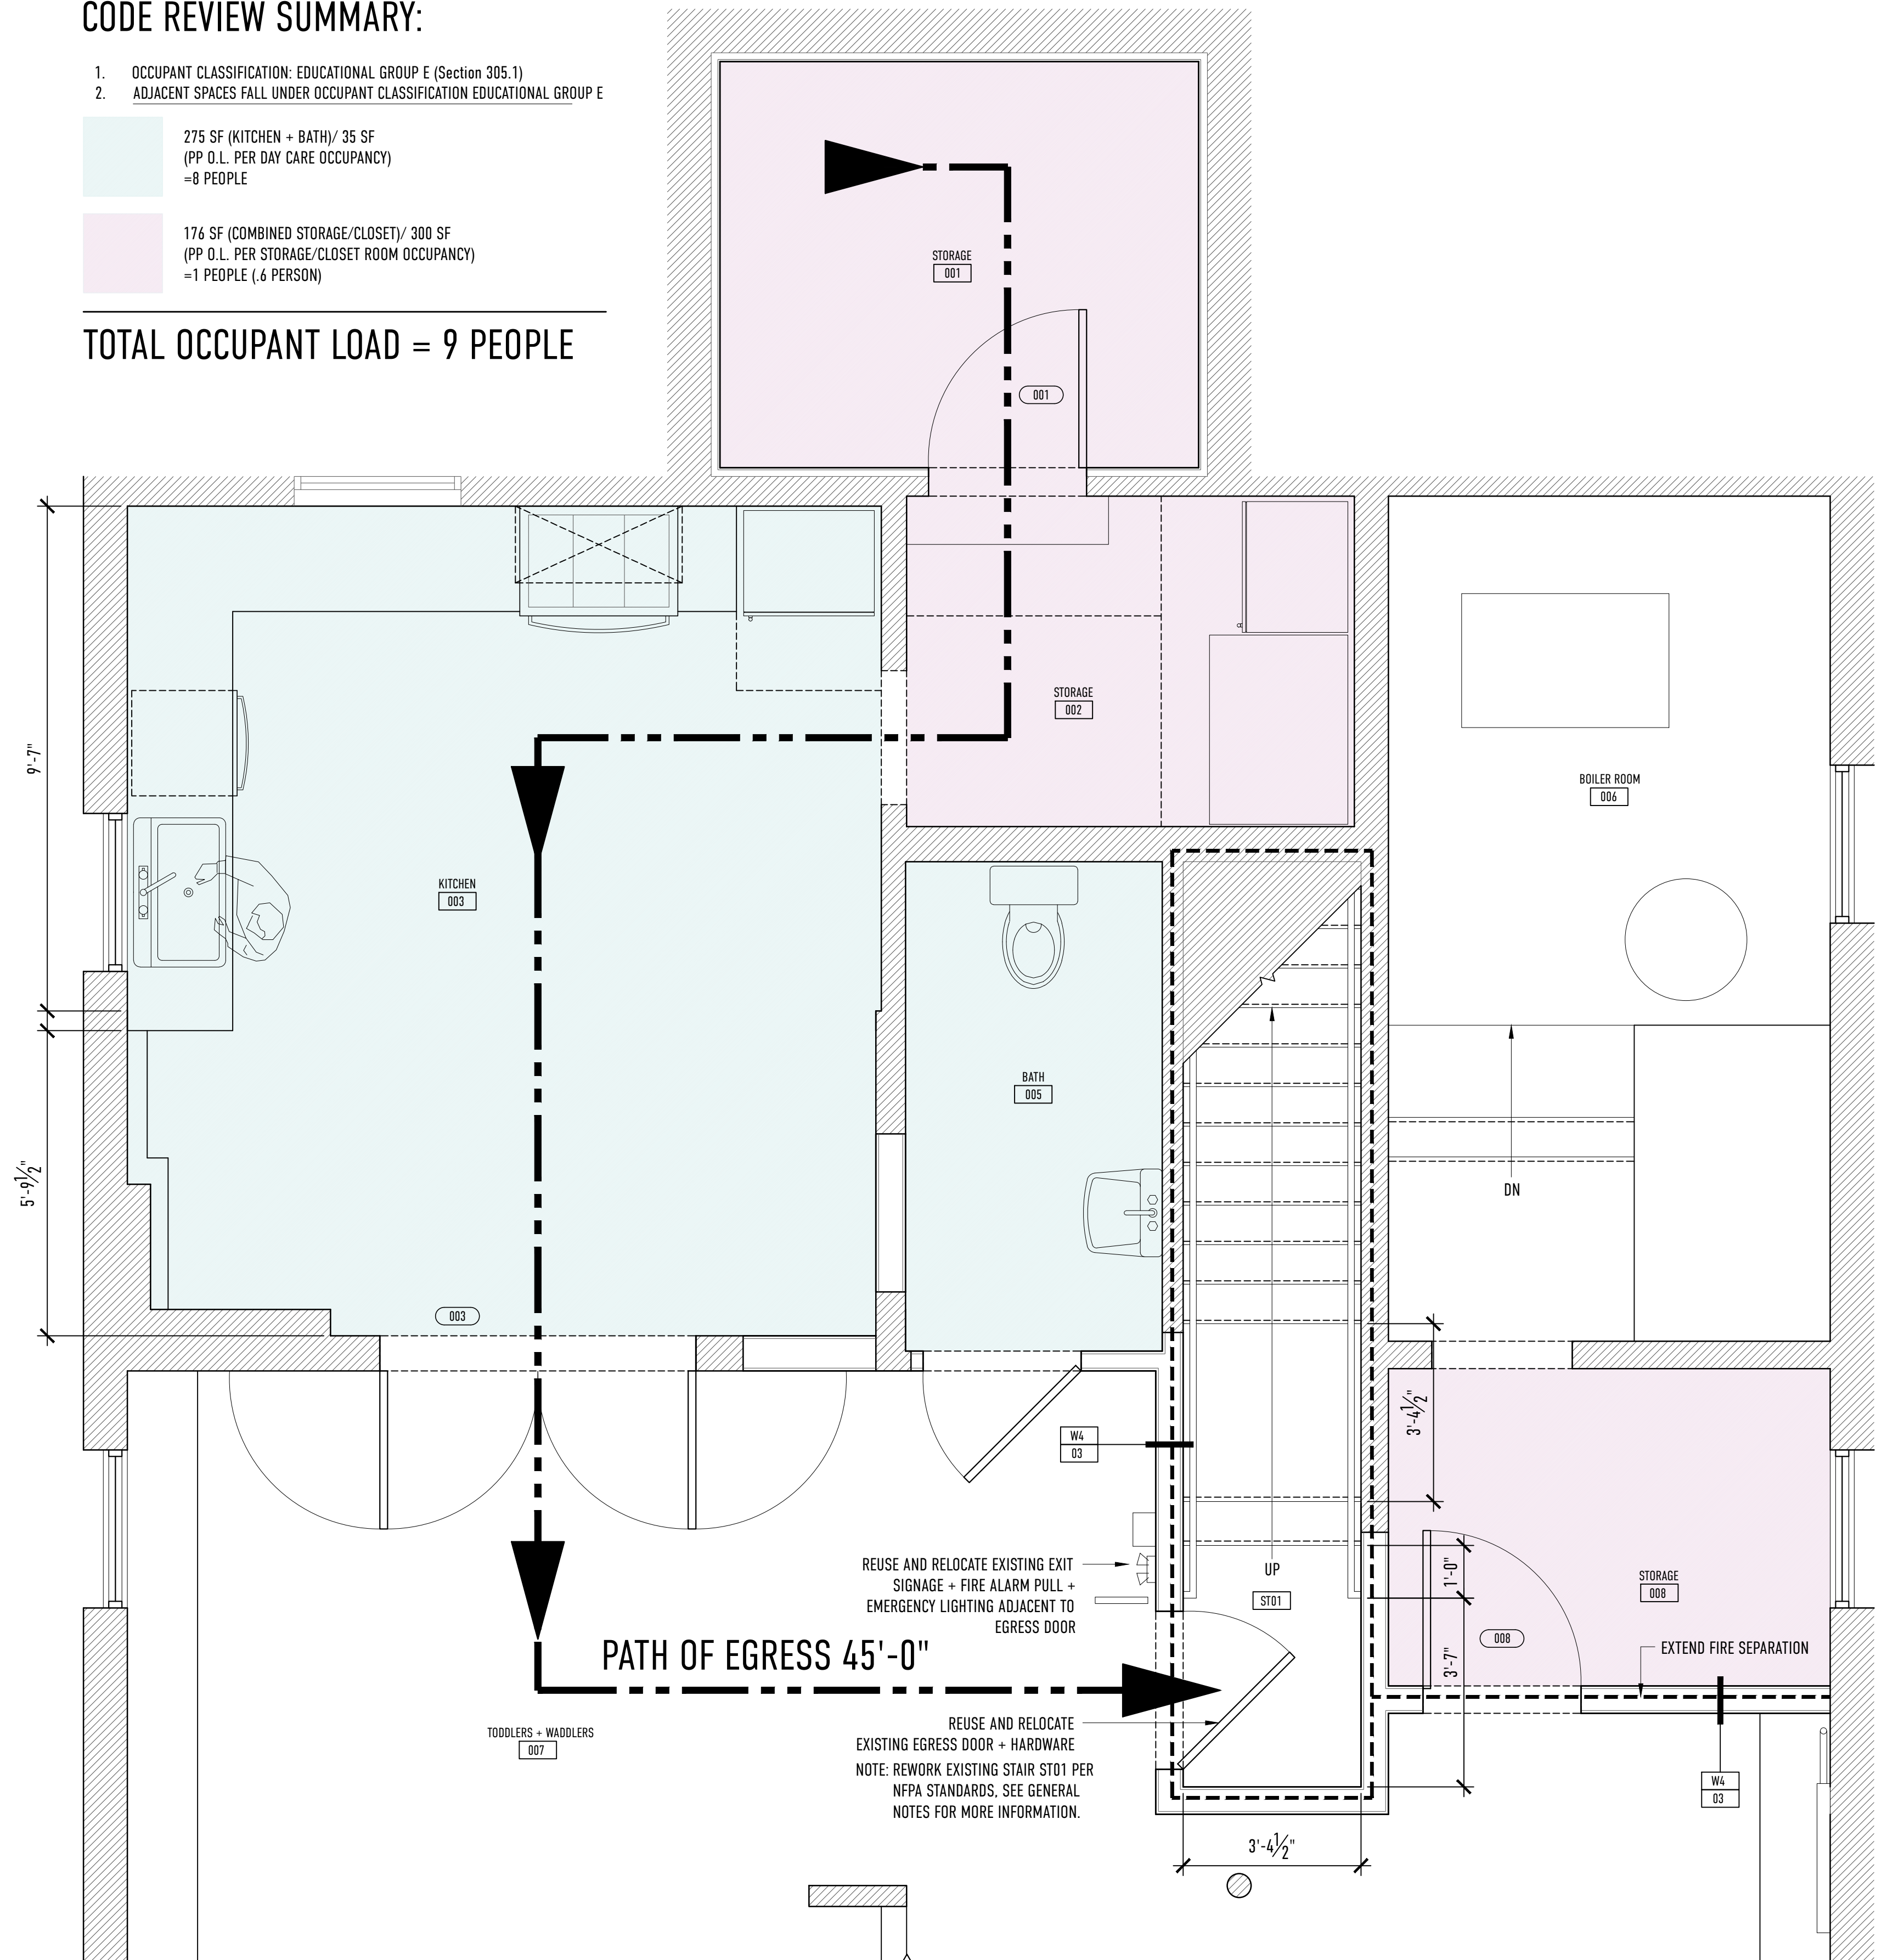 CODE REVIEW SUMMARY:
1. OCCUPANT CLASSIFICATION: EDUCATIONAL GROUP E (Section 305.1)
2. ADJACENT SPACES FALL UNDER OCCUPANT CLASSIFICATION EDUCATIONAL GROUP E
275 SF (KITCHEN + BATH)/ 35 SF
(PP O.L. PER DAY CARE OCCUPANCY)
=8 PEOPLE
176 SF (COMBINED STORAGE/CLOSET)/ 300 SF
(PP O.L. PER STORAGE/CLOSET ROOM OCCUPANCY)
=1 PEOPLE (.6 PERSON)
TOTAL OCCUPANT LOAD = 9 PEOPLE
STORAGE
001
001
STORAGE
002
BOILER ROOM
006
9'-7"
KITCHEN
003
BATH
005
5'-9 1/2"
DN
003
3'-4 1/2"
W4
03
REUSE AND RELOCATE EXISTING EXIT
SIGNAGE + FIRE ALARM PULL +
EMERGENCY LIGHTING ADJACENT TO
EGRESS DOOR
UP
ST01
1'-0"
STORAGE
008
008
EXTEND FIRE SEPARATION
3'-7"
PATH OF EGRESS 45'-0"
TODDLERS + WADDLERS
007
REUSE AND RELOCATE
EXISTING EGRESS DOOR + HARDWARE
NOTE: REWORK EXISTING STAIR ST01 PER
NFPA STANDARDS, SEE GENERAL
NOTES FOR MORE INFORMATION.
W4
03
3'-4 1/2"